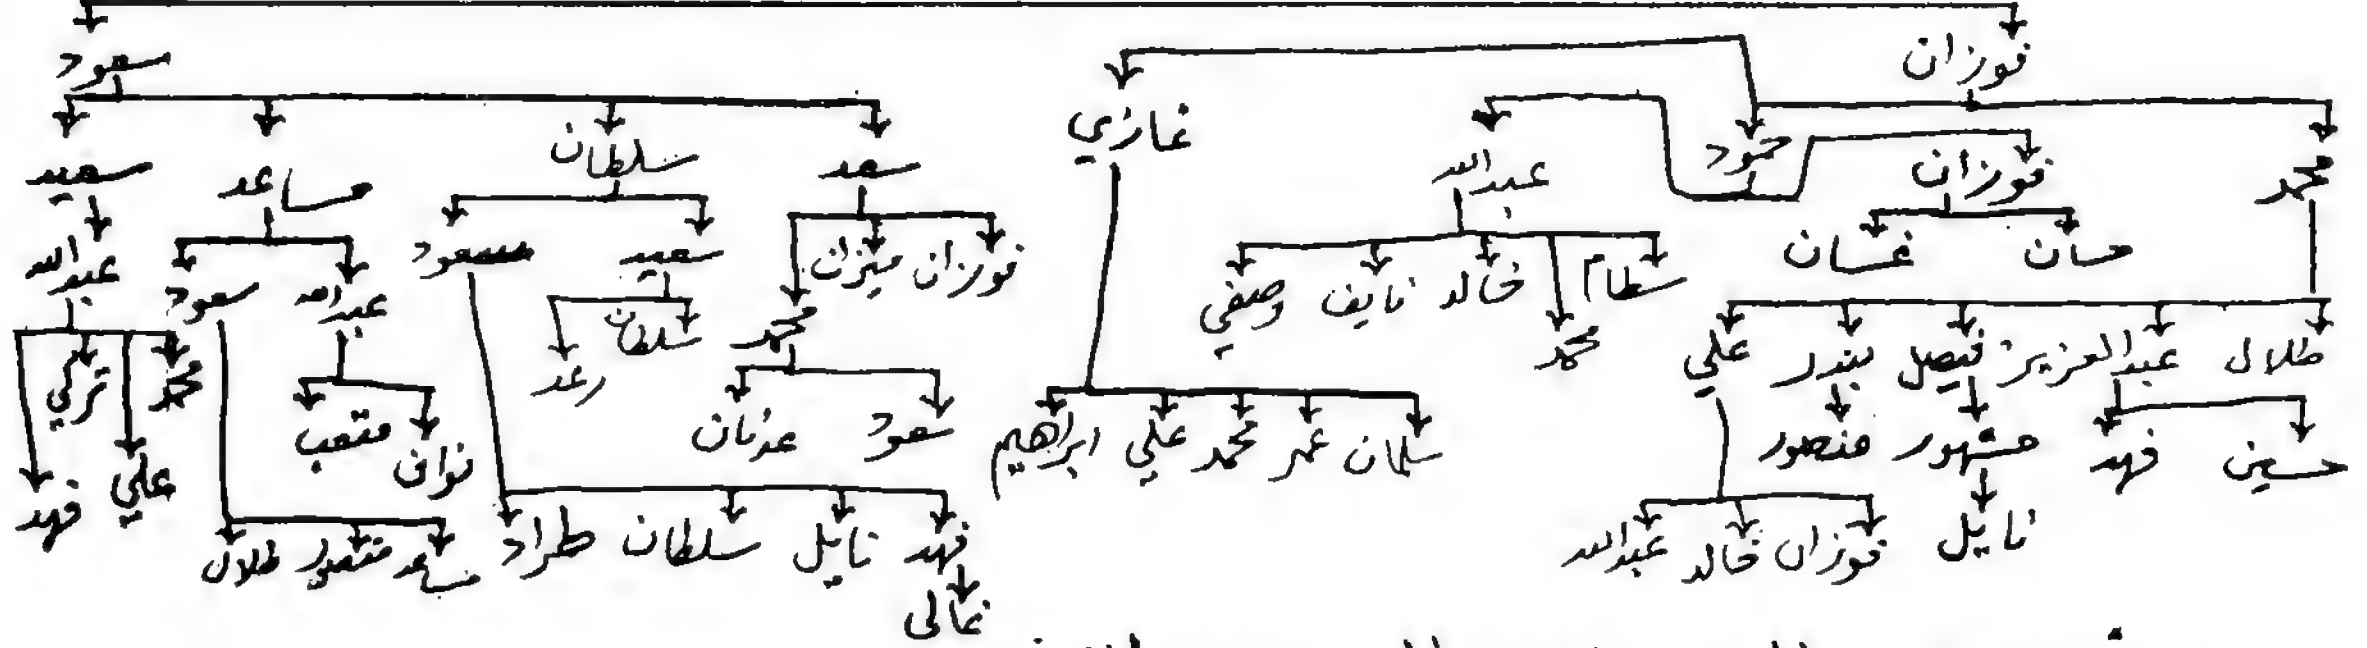 فوزان سعود
غازي
محمد فوزان حمود عبدالله سعد سلطان مساعد سعيد
حسان غسان
فوزان ميزان محمد سعيد مسعود عبدالله سعود عبدالله
سطام محمد خالد نايف وصفي
سلطان رعد
طلال عبدالعزيز فيصل بندر علي
محمد علي تركي فهد
سعود عدنان
نواف متعب
حسين فهد مشهور منصور
سلمان عمر محمد علي ابراهيم
نايل
فوزان خالد عبدالله
فهد نايل سلطان طراد
مساعد منصور طلال